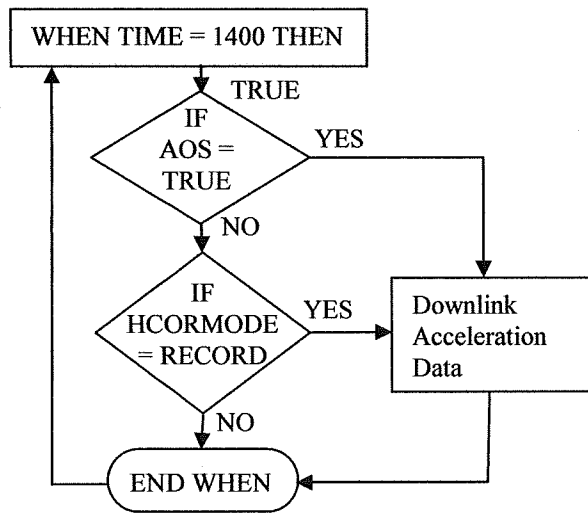 WHEN TIME = 1400 THEN
TRUE
IF
AOS =
TRUE
YES
NO
IF
HCORMODE
= RECORD
YES
Downlink
Acceleration
Data
NO
END WHEN